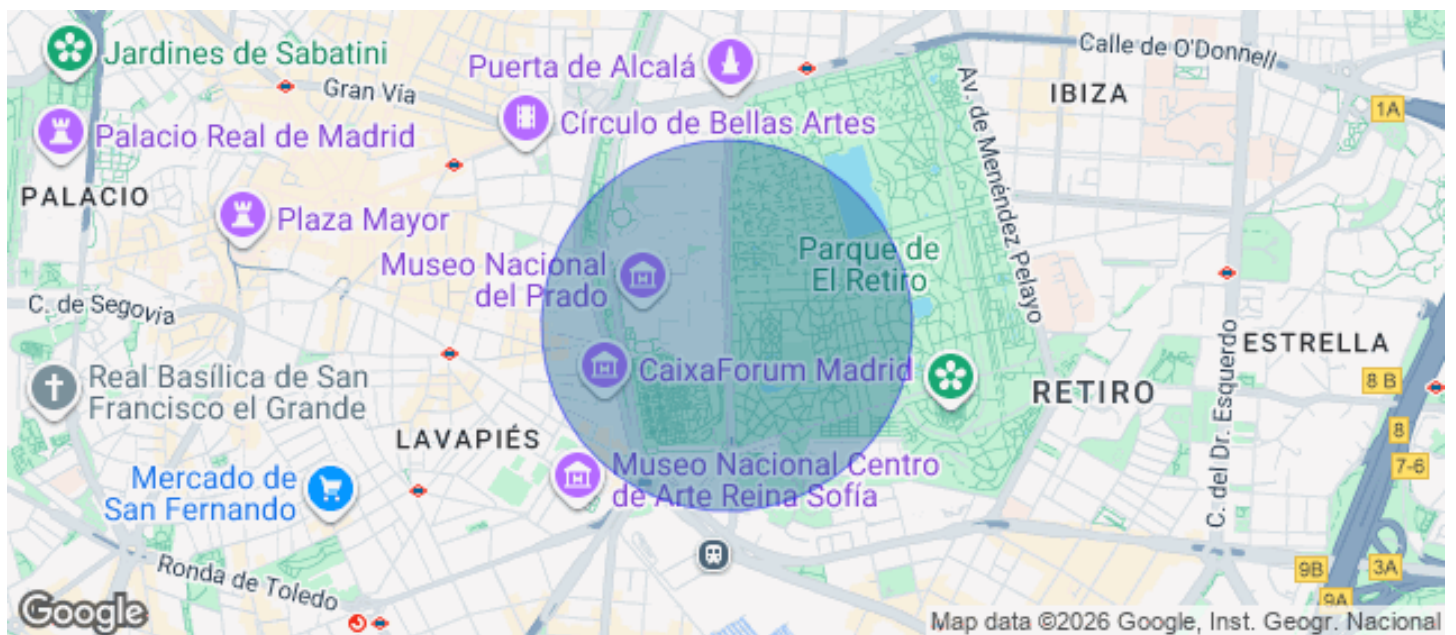 Jardines de Sabatini
Puerta de Alcalá
Calle de O'Donnell
Gran Vía
Av. de Menéndez Pelayo
IBIZA
1A
Palacio Real de Madrid
Círculo de Bellas Artes
PALACIO
Plaza Mayor
Museo Nacional
del Prado
Parque de
El Retiro
C. de Segovia
CaixaForum Madrid
ESTRELLA
C. del Dr. Esquerdo
Real Basílica de San
Francisco el Grande
RETIRO
8 B
8
7-6
LAVAPIÉS
Mercado de
San Fernando
Museo Nacional Centro
de Arte Reina Sofía
Ronda de Toledo
9B
3A
9A
Google
Map data ©2026 Google, Inst. Geogr. Nacional